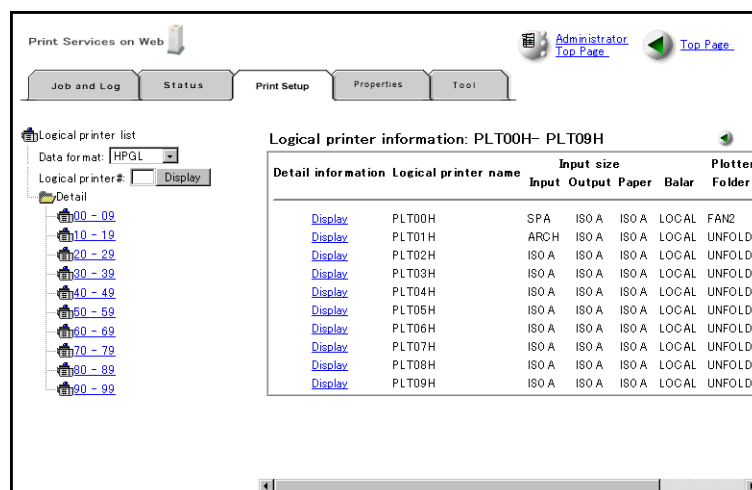 Print Services on Web
Administrator Top Page
Top Page
Job and Log
Status
Print Setup
Properties
Tool
Logical printer list
Data format: HPGL
Logical printer#: Display
Detail
00 - 09
10 - 19
20 - 29
30 - 39
40 - 49
50 - 59
60 - 69
70 - 79
80 - 89
90 - 99
Logical printer information: PLT00H- PLT09H
Detail information Logical printer name Input size Plotter
Input Output Paper Balar Folder
Display PLT00H SPA ISO A ISO A LOCAL FAN2
Display PLT01H ARCH ISO A ISO A LOCAL UNFOLD
Display PLT02H ISO A ISO A ISO A LOCAL UNFOLD
Display PLT03H ISO A ISO A ISO A LOCAL UNFOLD
Display PLT04H ISO A ISO A ISO A LOCAL UNFOLD
Display PLT05H ISO A ISO A ISO A LOCAL UNFOLD
Display PLT06H ISO A ISO A ISO A LOCAL UNFOLD
Display PLT07H ISO A ISO A ISO A LOCAL UNFOLD
Display PLT08H ISO A ISO A ISO A LOCAL UNFOLD
Display PLT09H ISO A ISO A ISO A LOCAL UNFOLD